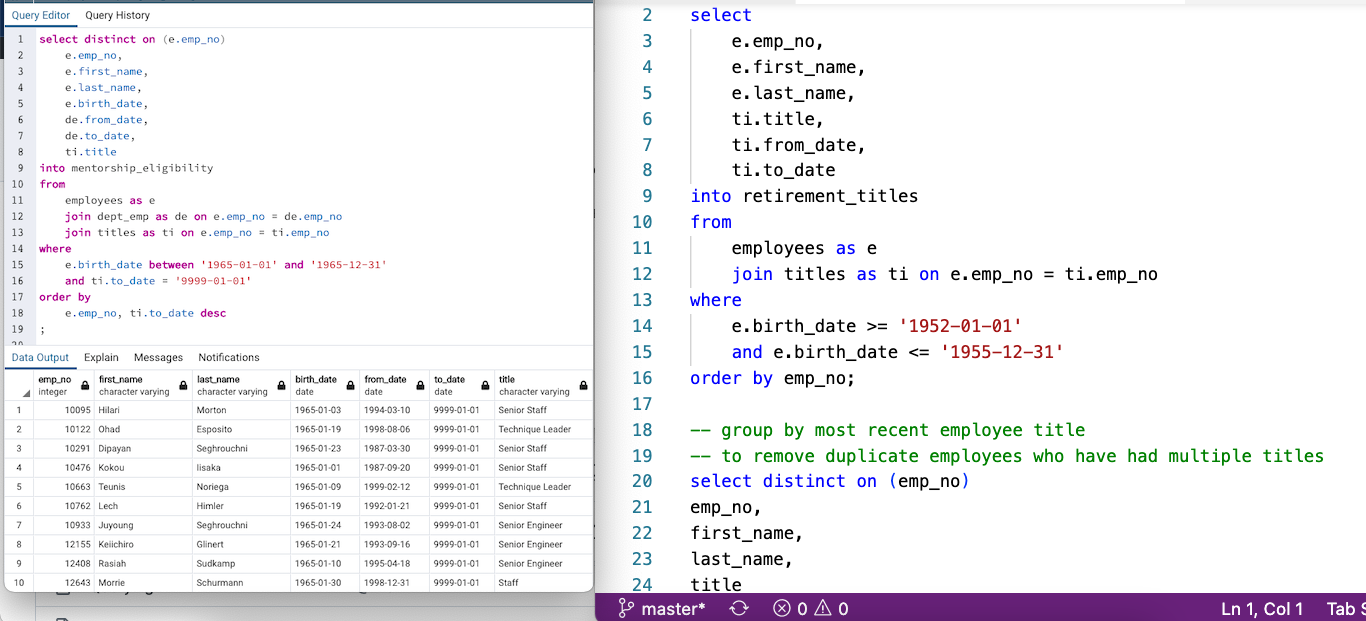 Query Editor Query History
1 select distinct on (e.emp_no)
2 e.emp_no,
3 e.first_name,
4 e.last_name,
5 e.birth_date,
6 de.from_date,
7 de.to_date,
8 ti.title
9 into mentorship_eligibility
10 from
11 employees as e
12 join dept_emp as de on e.emp_no = de.emp_no
13 join titles as ti on e.emp_no = ti.emp_no
14 where
15 e.birth_date between '1965-01-01' and '1965-12-31'
16 and ti.to_date = '9999-01-01'
17 order by
18 e.emp_no, ti.to_date desc
19 ;
20
Data Output Explain Messages Notifications
emp_no first_name last_name birth_date from_date to_date title
integer character varying character varying date date date character varying
1 10095 Hilari Morton 1965-01-03 1994-03-10 9999-01-01 Senior Staff
2 10122 Ohad Esposito 1965-01-19 1998-08-06 9999-01-01 Technique Leader
3 10291 Dipayan Seghrouchni 1965-01-23 1987-03-30 9999-01-01 Senior Staff
4 10476 Kokou Iisaka 1965-01-01 1987-09-20 9999-01-01 Senior Staff
5 10663 Teunis Noriega 1965-01-09 1999-02-12 9999-01-01 Technique Leader
6 10762 Lech Himler 1965-01-19 1992-01-21 9999-01-01 Senior Staff
7 10933 Juyoung Seghrouchni 1965-01-24 1993-08-02 9999-01-01 Senior Engineer
8 12155 Keiichiro Glinert 1965-01-21 1993-09-16 9999-01-01 Senior Engineer
9 12408 Rasiah Sudkamp 1965-01-10 1995-04-18 9999-01-01 Senior Engineer
10 12643 Morrie Schurmann 1965-01-30 1998-12-31 9999-01-01 Staff
2 select
3 e.emp_no,
4 e.first_name,
5 e.last_name,
6 ti.title,
7 ti.from_date,
8 ti.to_date
9 into retirement_titles
10 from
11 employees as e
12 join titles as ti on e.emp_no = ti.emp_no
13 where
14 e.birth_date >= '1952-01-01'
15 and e.birth_date <= '1955-12-31'
16 order by emp_no;
17
18 -- group by most recent employee title
19 -- to remove duplicate employees who have had multiple titles
20 select distinct on (emp_no)
21 emp_no,
22 first_name,
23 last_name,
24 title
master* 0 0 Ln 1, Col 1 Tab S